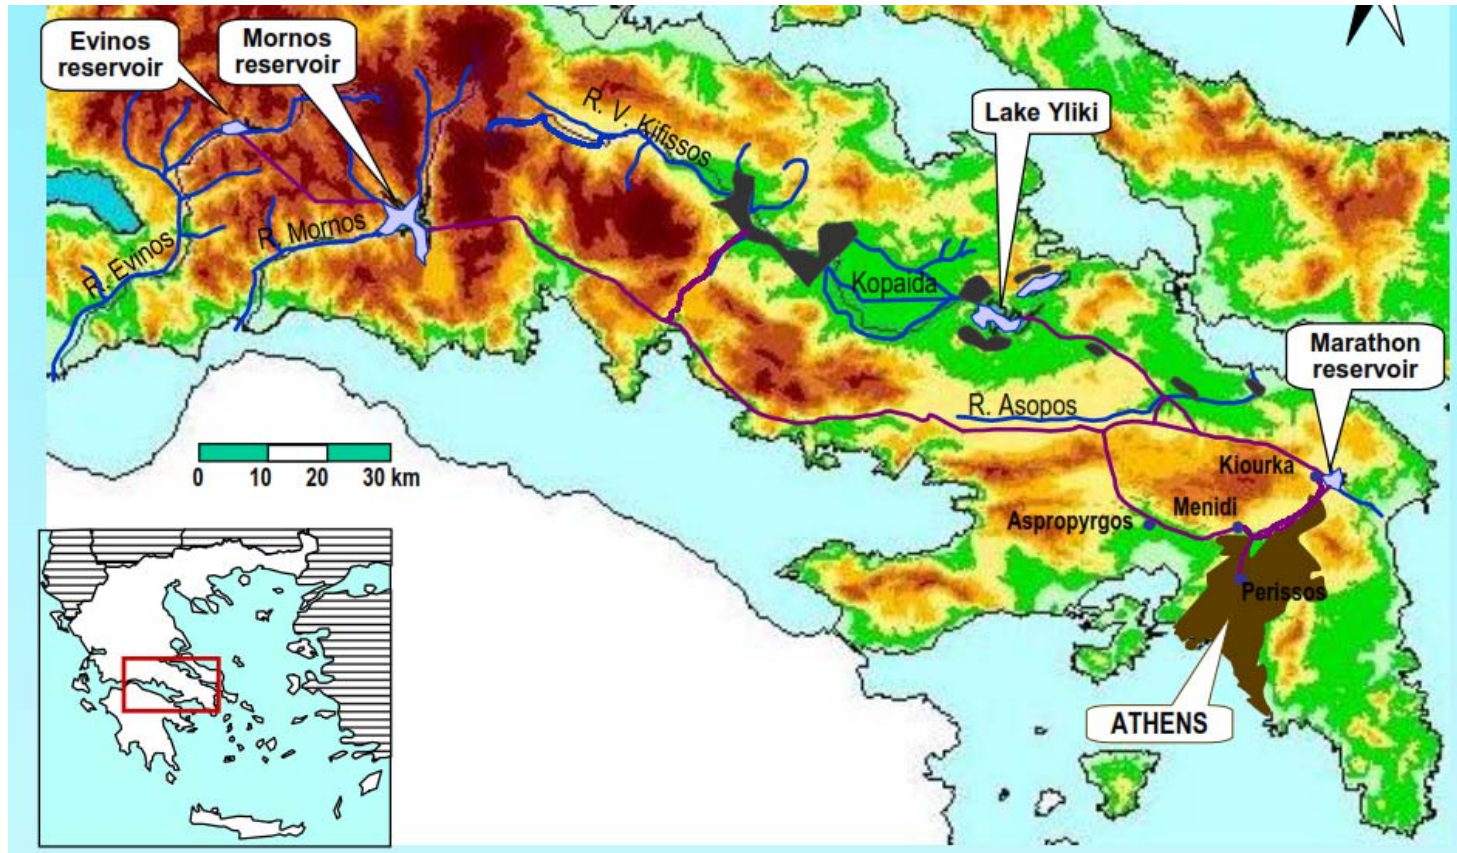 Evinos
reservoir
Mornos
reservoir
R. V. Kifissos
Lake Yliki
R. Evinos
R. Mornos
Kopaida
Marathon
reservoir
R. Asopos
0 10 20 30 km
Kiourka
Menidi
Aspropyrgos
Perissos
ATHENS